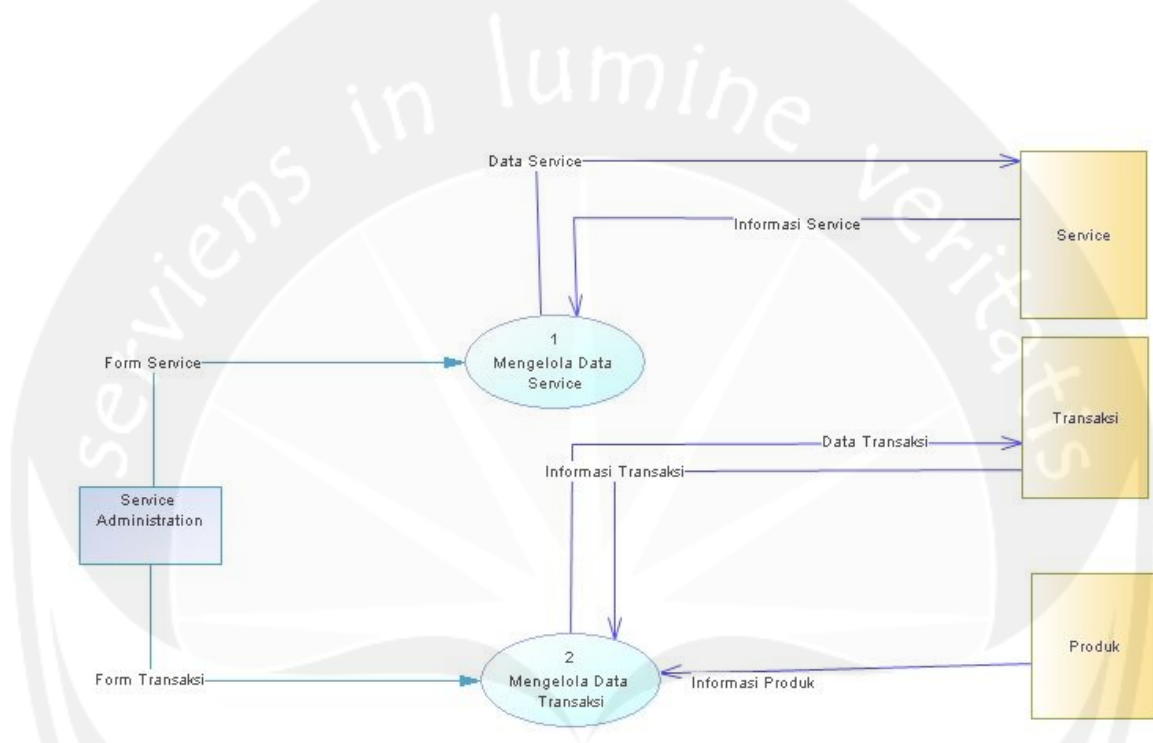 serviens in lumine veritatis
Data Service
Informasi Service
Service
1
Mengelola Data
Service
Form Service
Transaksi
Data Transaksi
Informasi Transaksi
Service
Administration
Produk
2
Mengelola Data
Transaksi
Form Transaksi
Informasi Produk